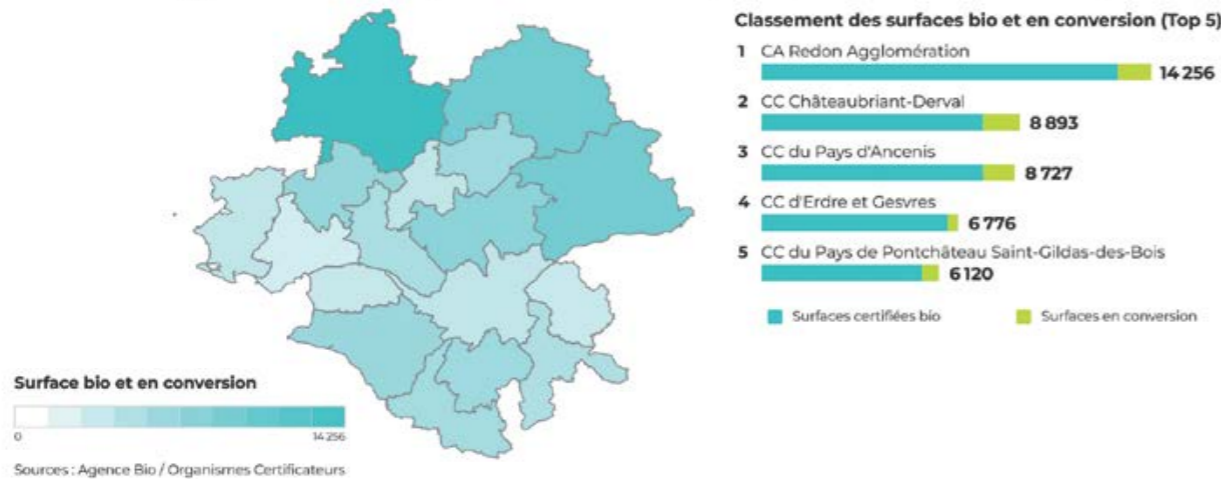 Classement des surfaces bio et en conversion (Top 5)
1 CA Redon Agglomération
14 256
2 CC Châteaubriant-Derval
8 893
3 CC du Pays d'Ancenis
8 727
4 CC d'Erdre et Gesvres
6 776
5 CC du Pays de Pontchâteau Saint-Gildas-des-Bois
6 120
Surfaces certifiées bio
Surfaces en conversion
Surface bio et en conversion
0 14 256
Sources : Agence Bio / Organismes Certificateurs